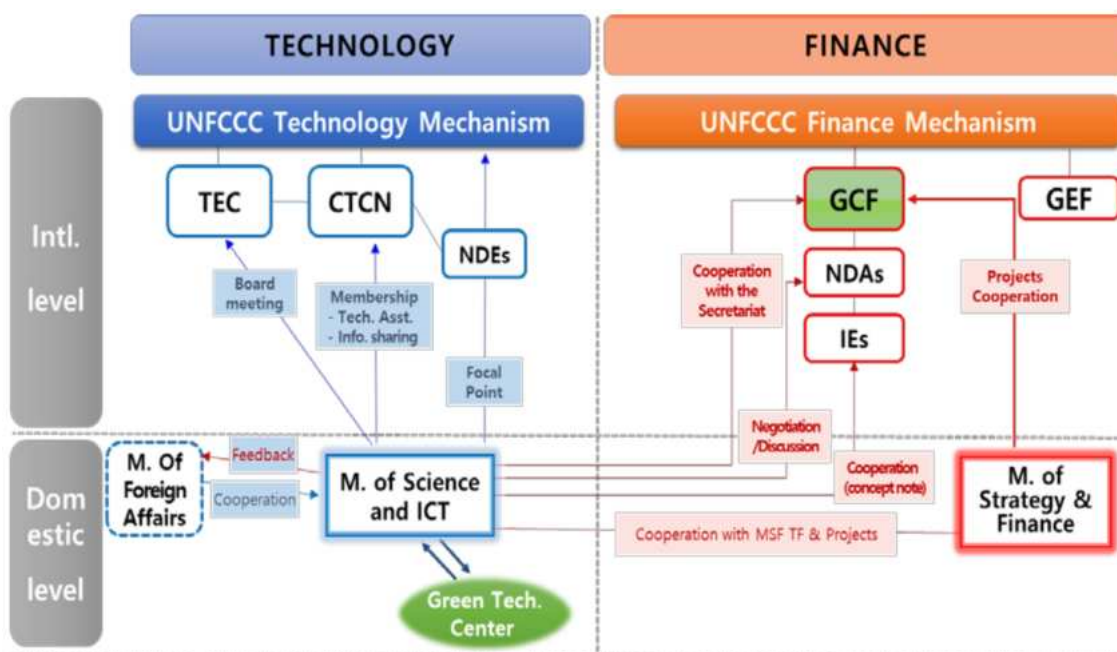 TECHNOLOGY
FINANCE
UNFCCC Technology Mechanism
UNFCCC Finance Mechanism
Intl.
level
TEC
CTCN
NDEs
GCF
GEF
NDAs
IEs
Board
meeting
Membership
- Tech. Asst.
- Info. sharing
Focal
Point
Cooperation
with the
Secretariat
Projects
Cooperation
Negotiation
/Discussion
Cooperation
(concept note)
Dom
estic
level
M. Of
Foreign
Affairs
Feedback
Cooperation
M. of Science
and ICT
Cooperation with MSF TF & Projects
M. of
Strategy &
Finance
Green Tech.
Center